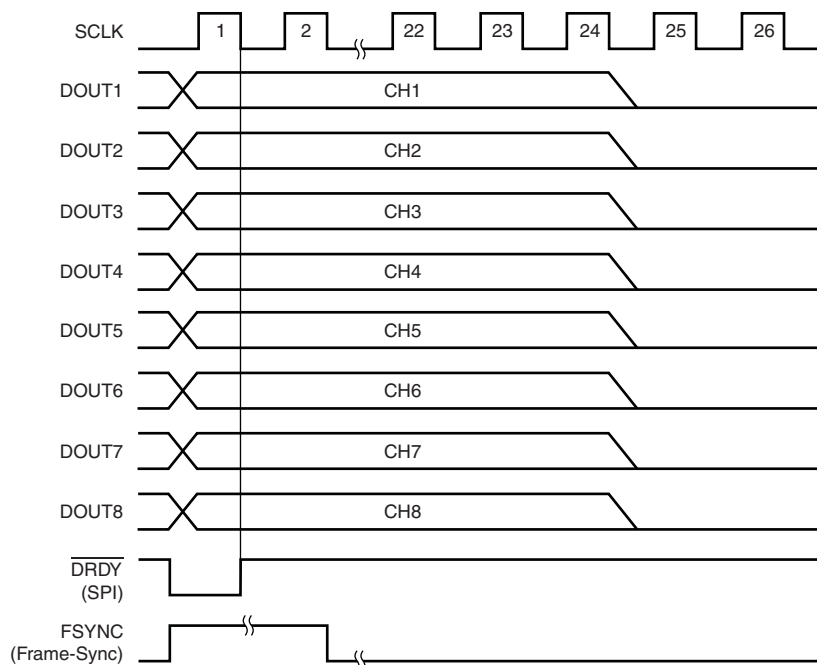 SCLK 1 2 22 23 24 25 26
DOUT1 CH1
DOUT2 CH2
DOUT3 CH3
DOUT4 CH4
DOUT5 CH5
DOUT6 CH6
DOUT7 CH7
DOUT8 CH8
DRDY
(SPI)
FSYNC
(Frame-Sync)